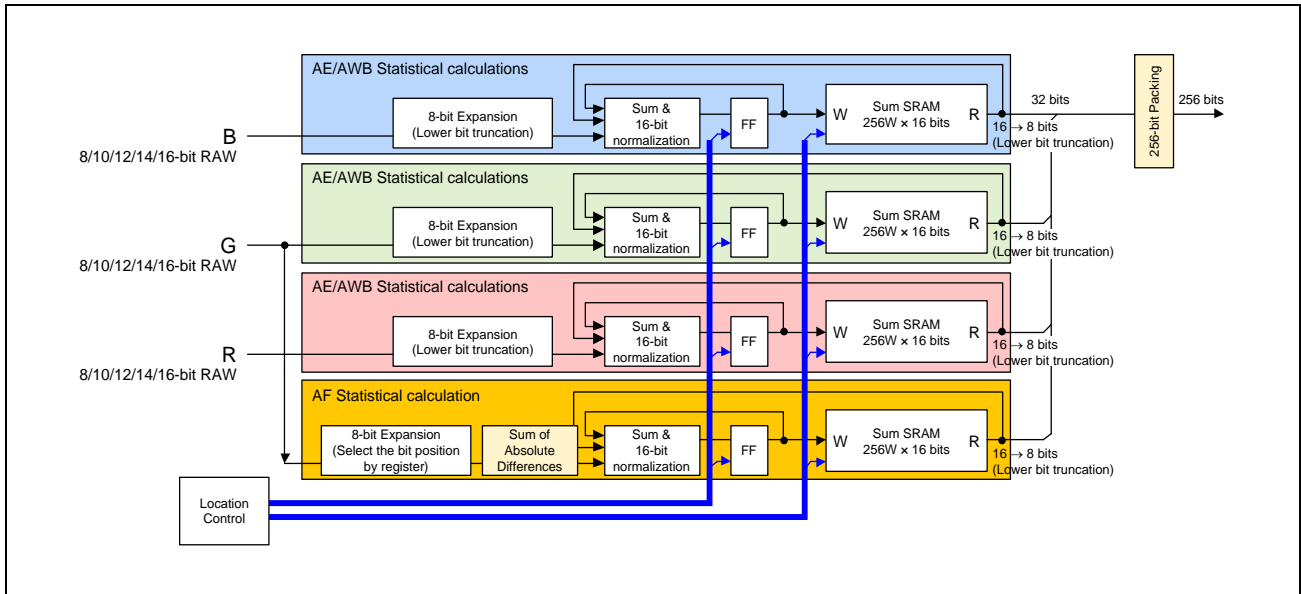 AE/AWB Statistical calculations
8-bit Expansion
(Lower bit truncation)
Sum &
16-bit
normalization
FF
W
Sum SRAM
256W × 16 bits
R
B
8/10/12/14/16-bit RAW
32 bits
16 → 8 bits
(Lower bit truncation)
256-bit Packing
256 bits
AE/AWB Statistical calculations
8-bit Expansion
(Lower bit truncation)
Sum &
16-bit
normalization
FF
W
Sum SRAM
256W × 16 bits
R
G
8/10/12/14/16-bit RAW
16 → 8 bits
(Lower bit truncation)
AE/AWB Statistical calculations
8-bit Expansion
(Lower bit truncation)
Sum &
16-bit
normalization
FF
W
Sum SRAM
256W × 16 bits
R
R
8/10/12/14/16-bit RAW
16 → 8 bits
(Lower bit truncation)
AF Statistical calculation
8-bit Expansion
(Select the bit position
by register)
Sum of
Absolute
Differences
Sum &
16-bit
normalization
FF
W
Sum SRAM
256W × 16 bits
R
16 → 8 bits
(Lower bit truncation)
Location
Control